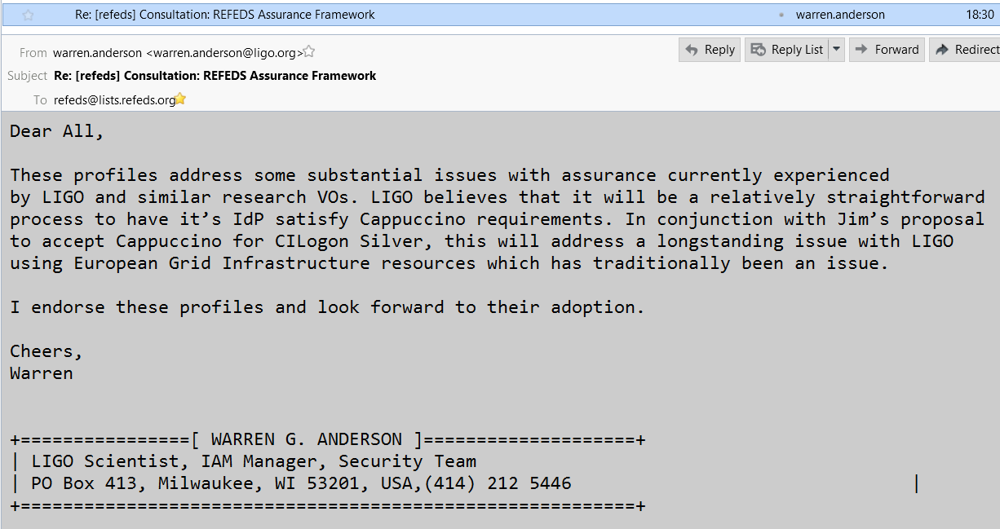 Re: [refeds] Consultation: REFEDS Assurance Framework warren.anderson 18:30
From warren.anderson <warren.anderson@ligo.org>
Reply Reply List Forward Redirect
Subject Re: [refeds] Consultation: REFEDS Assurance Framework
To refeds@lists.refeds.org
Dear All,
These profiles address some substantial issues with assurance currently experienced
by LIGO and similar research VOs. LIGO believes that it will be a relatively straightforward
process to have it’s IdP satisfy Cappuccino requirements. In conjunction with Jim’s proposal
to accept Cappuccino for CILogon Silver, this will address a longstanding issue with LIGO
using European Grid Infrastructure resources which has traditionally been an issue.
I endorse these profiles and look forward to their adoption.
Cheers,
Warren
+================[ WARREN G. ANDERSON ]====================+
| LIGO Scientist, IAM Manager, Security Team
| PO Box 413, Milwaukee, WI 53201, USA,(414) 212 5446 |
+==========================================================+